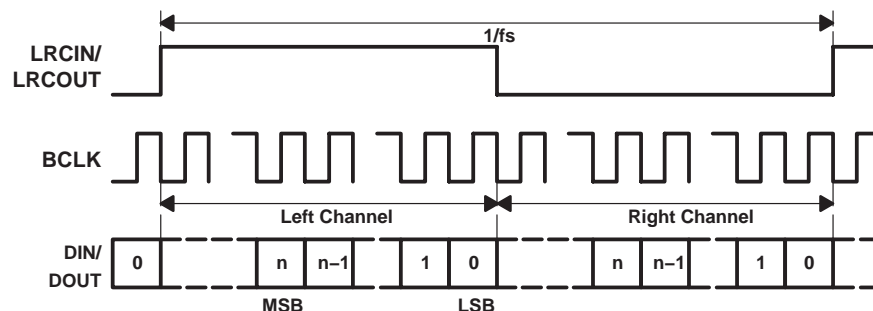 1/fs
LRCIN/
LRCOUT
BCLK
Left Channel Right Channel
DIN/
DOUT
0 n n–1 1 0 n n–1 1 0
MSB LSB